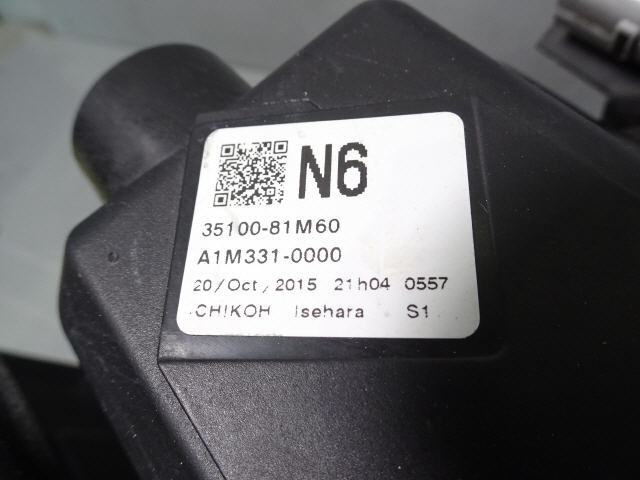 N6
35100-81M60
A1M331-0000
20/Oct/2015 21h04 0557
CHIKOH Isehara S1